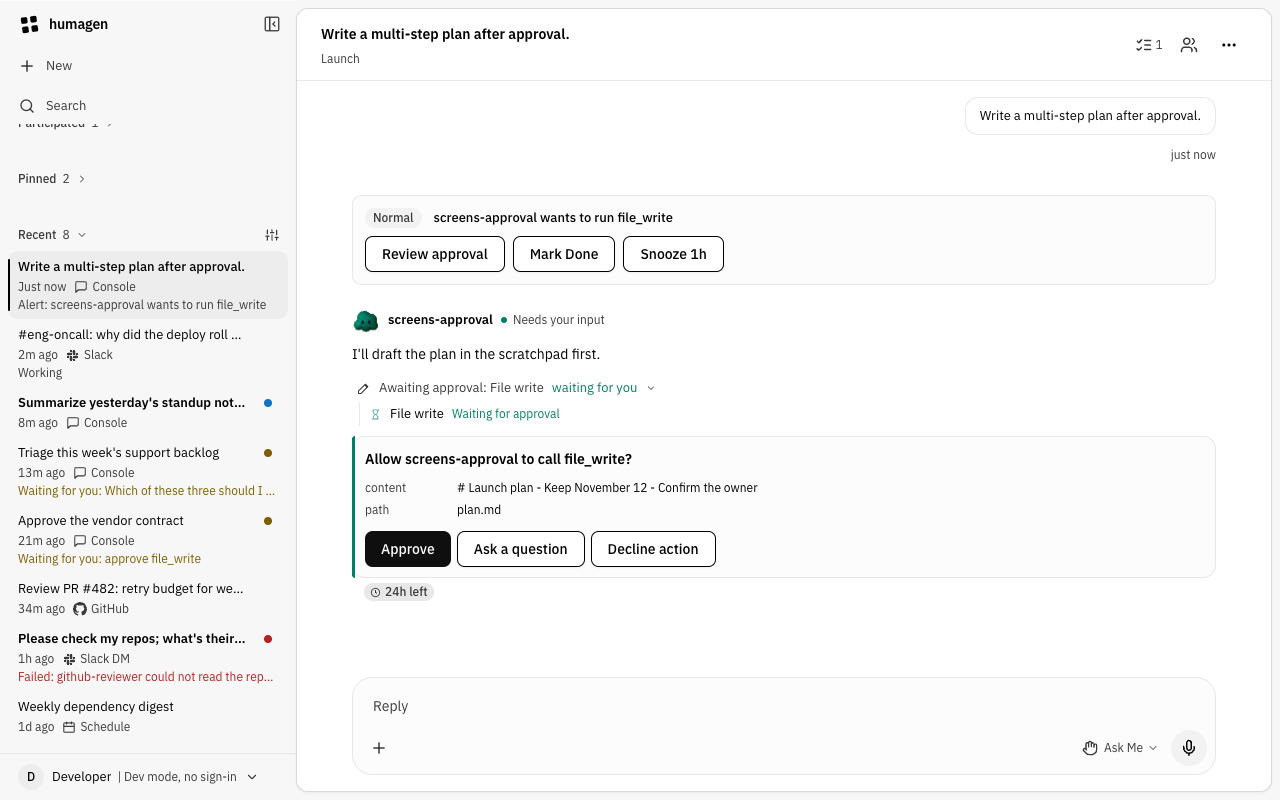 humagen
New
Search
Participated 1
Pinned 2
Recent 8
Write a multi-step plan after approval.
Just now Console
Alert: screens-approval wants to run file_write
#eng-oncall: why did the deploy roll ...
2m ago Slack
Working
Summarize yesterday's standup not...
8m ago Console
Triage this week's support backlog
13m ago Console
Waiting for you: Which of these three should I ...
Approve the vendor contract
21m ago Console
Waiting for you: approve file_write
Review PR #482: retry budget for we...
34m ago GitHub
Please check my repos; what's their...
1h ago Slack DM
Failed: github-reviewer could not read the rep...
Weekly dependency digest
1d ago Schedule
D Developer | Dev mode, no sign-in
Write a multi-step plan after approval.
Launch
1
Write a multi-step plan after approval.
just now
Normal screens-approval wants to run file_write
Review approval Mark Done Snooze 1h
screens-approval Needs your input
I'll draft the plan in the scratchpad first.
Awaiting approval: File write waiting for you
File write Waiting for approval
Allow screens-approval to call file_write?
content # Launch plan - Keep November 12 - Confirm the owner
path plan.md
Approve Ask a question Decline action
24h left
Reply
Ask Me